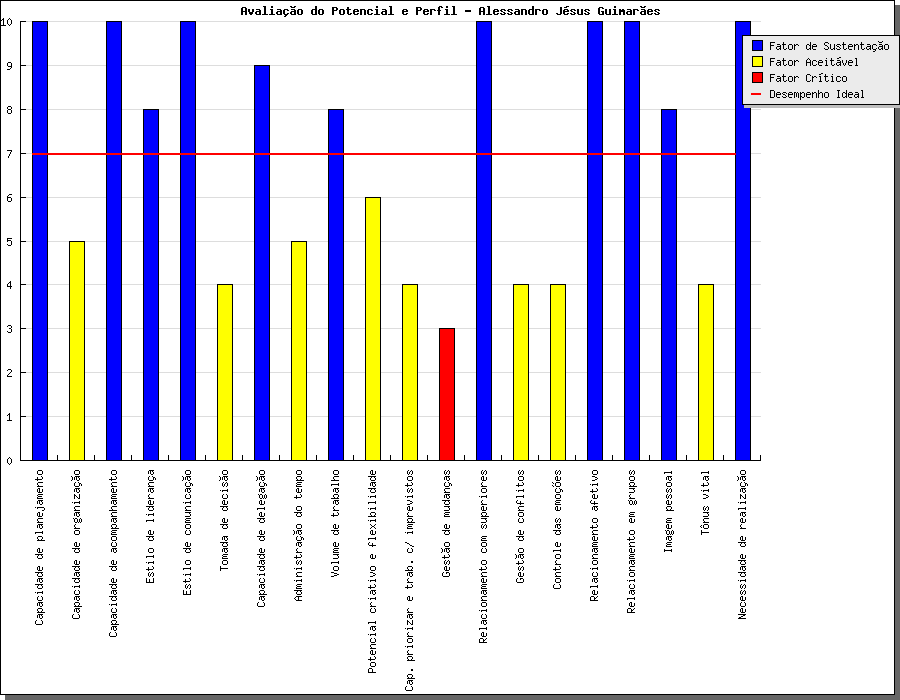 Avaliação do Potencial e Perfil - Alessandro Jésus Guimarães
10
9
8
7
6
5
4
3
2
1
0
Fator de Sustentação
Fator Aceitável
Fator Crítico
Desempenho Ideal
Capacidade de planejamento
Capacidade de organização
Capacidade de acompanhamento
Estilo de liderança
Estilo de comunicação
Tomada de decisão
Capacidade de delegação
Administração do tempo
Volume de trabalho
Potencial criativo e flexibilidade
Cap. priorizar e trab. c/ imprevistos
Gestão de mudanças
Relacionamento com superiores
Gestão de conflitos
Controle das emoções
Relacionamento afetivo
Relacionamento em grupos
Imagem pessoal
Tônus vital
Necessidade de realização